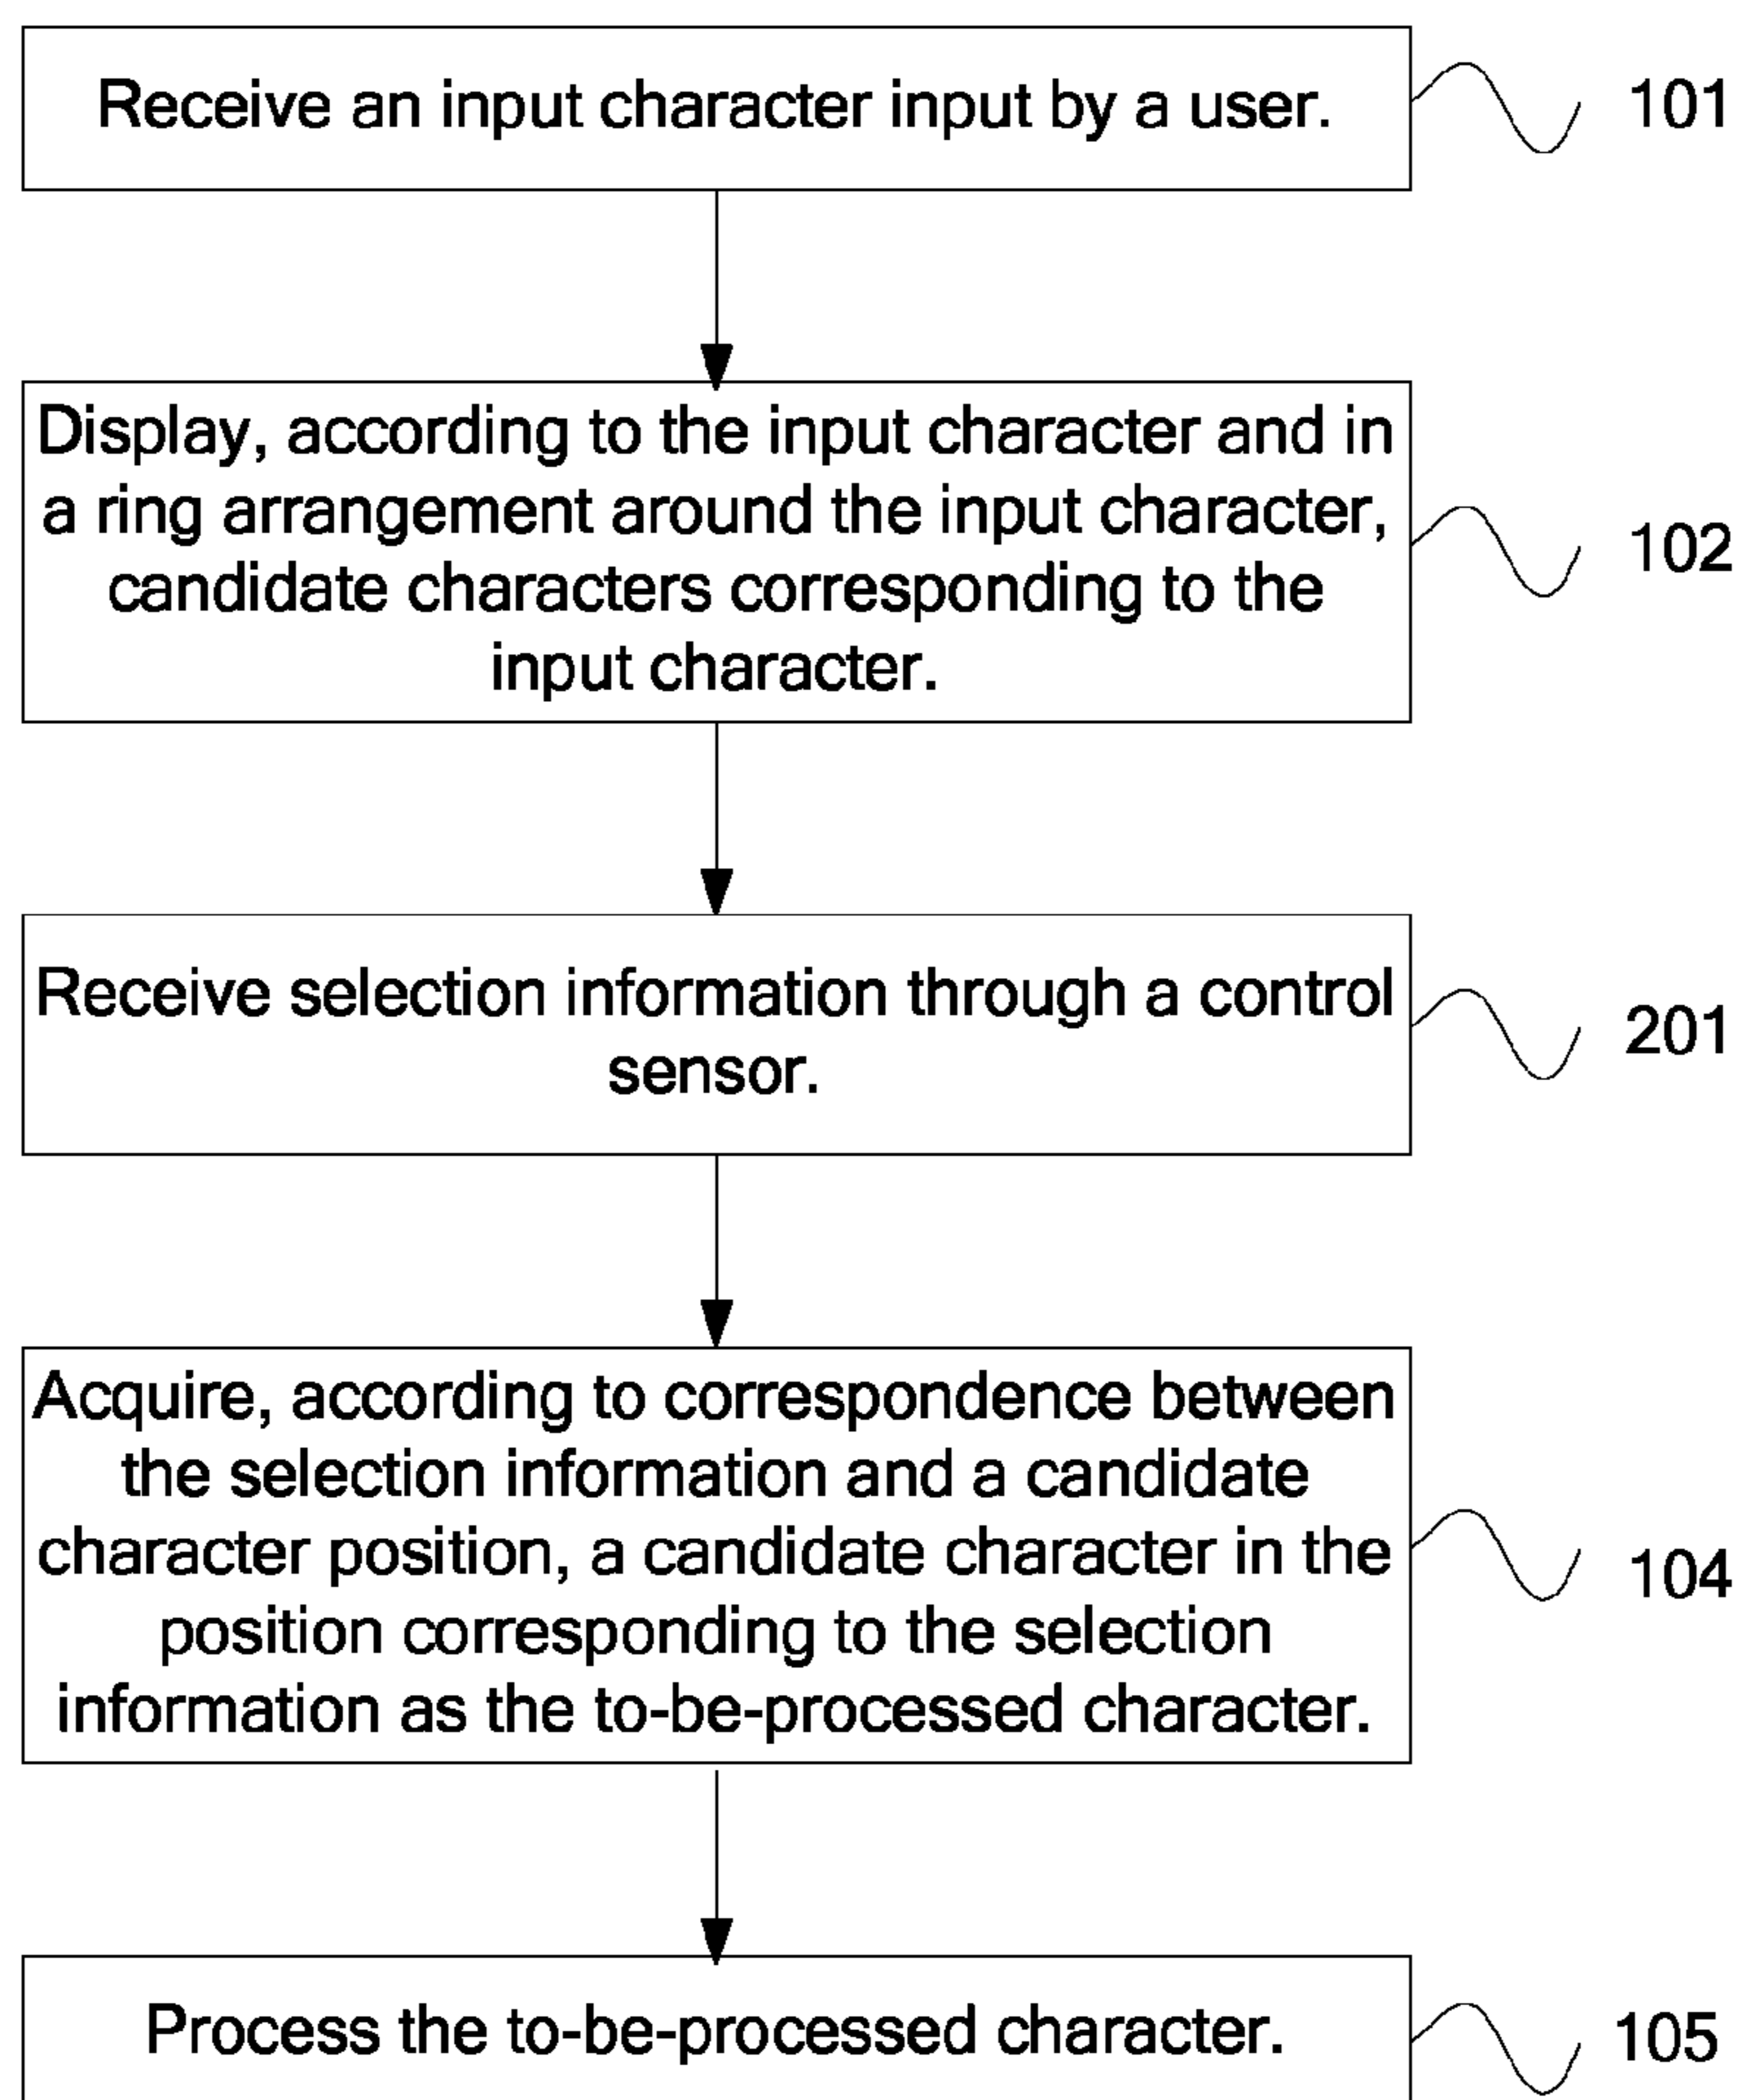 Receive an input character input by a user.
101
Display, according to the input character and in
a ring arrangement around the input character,
candidate characters corresponding to the
input character.
102
Receive selection information through a control
sensor.
201
Acquire, according to correspondence between
the selection information and a candidate
character position, a candidate character in the
position corresponding to the selection
information as the to-be-processed character.
104
Process the to-be-processed character.
105